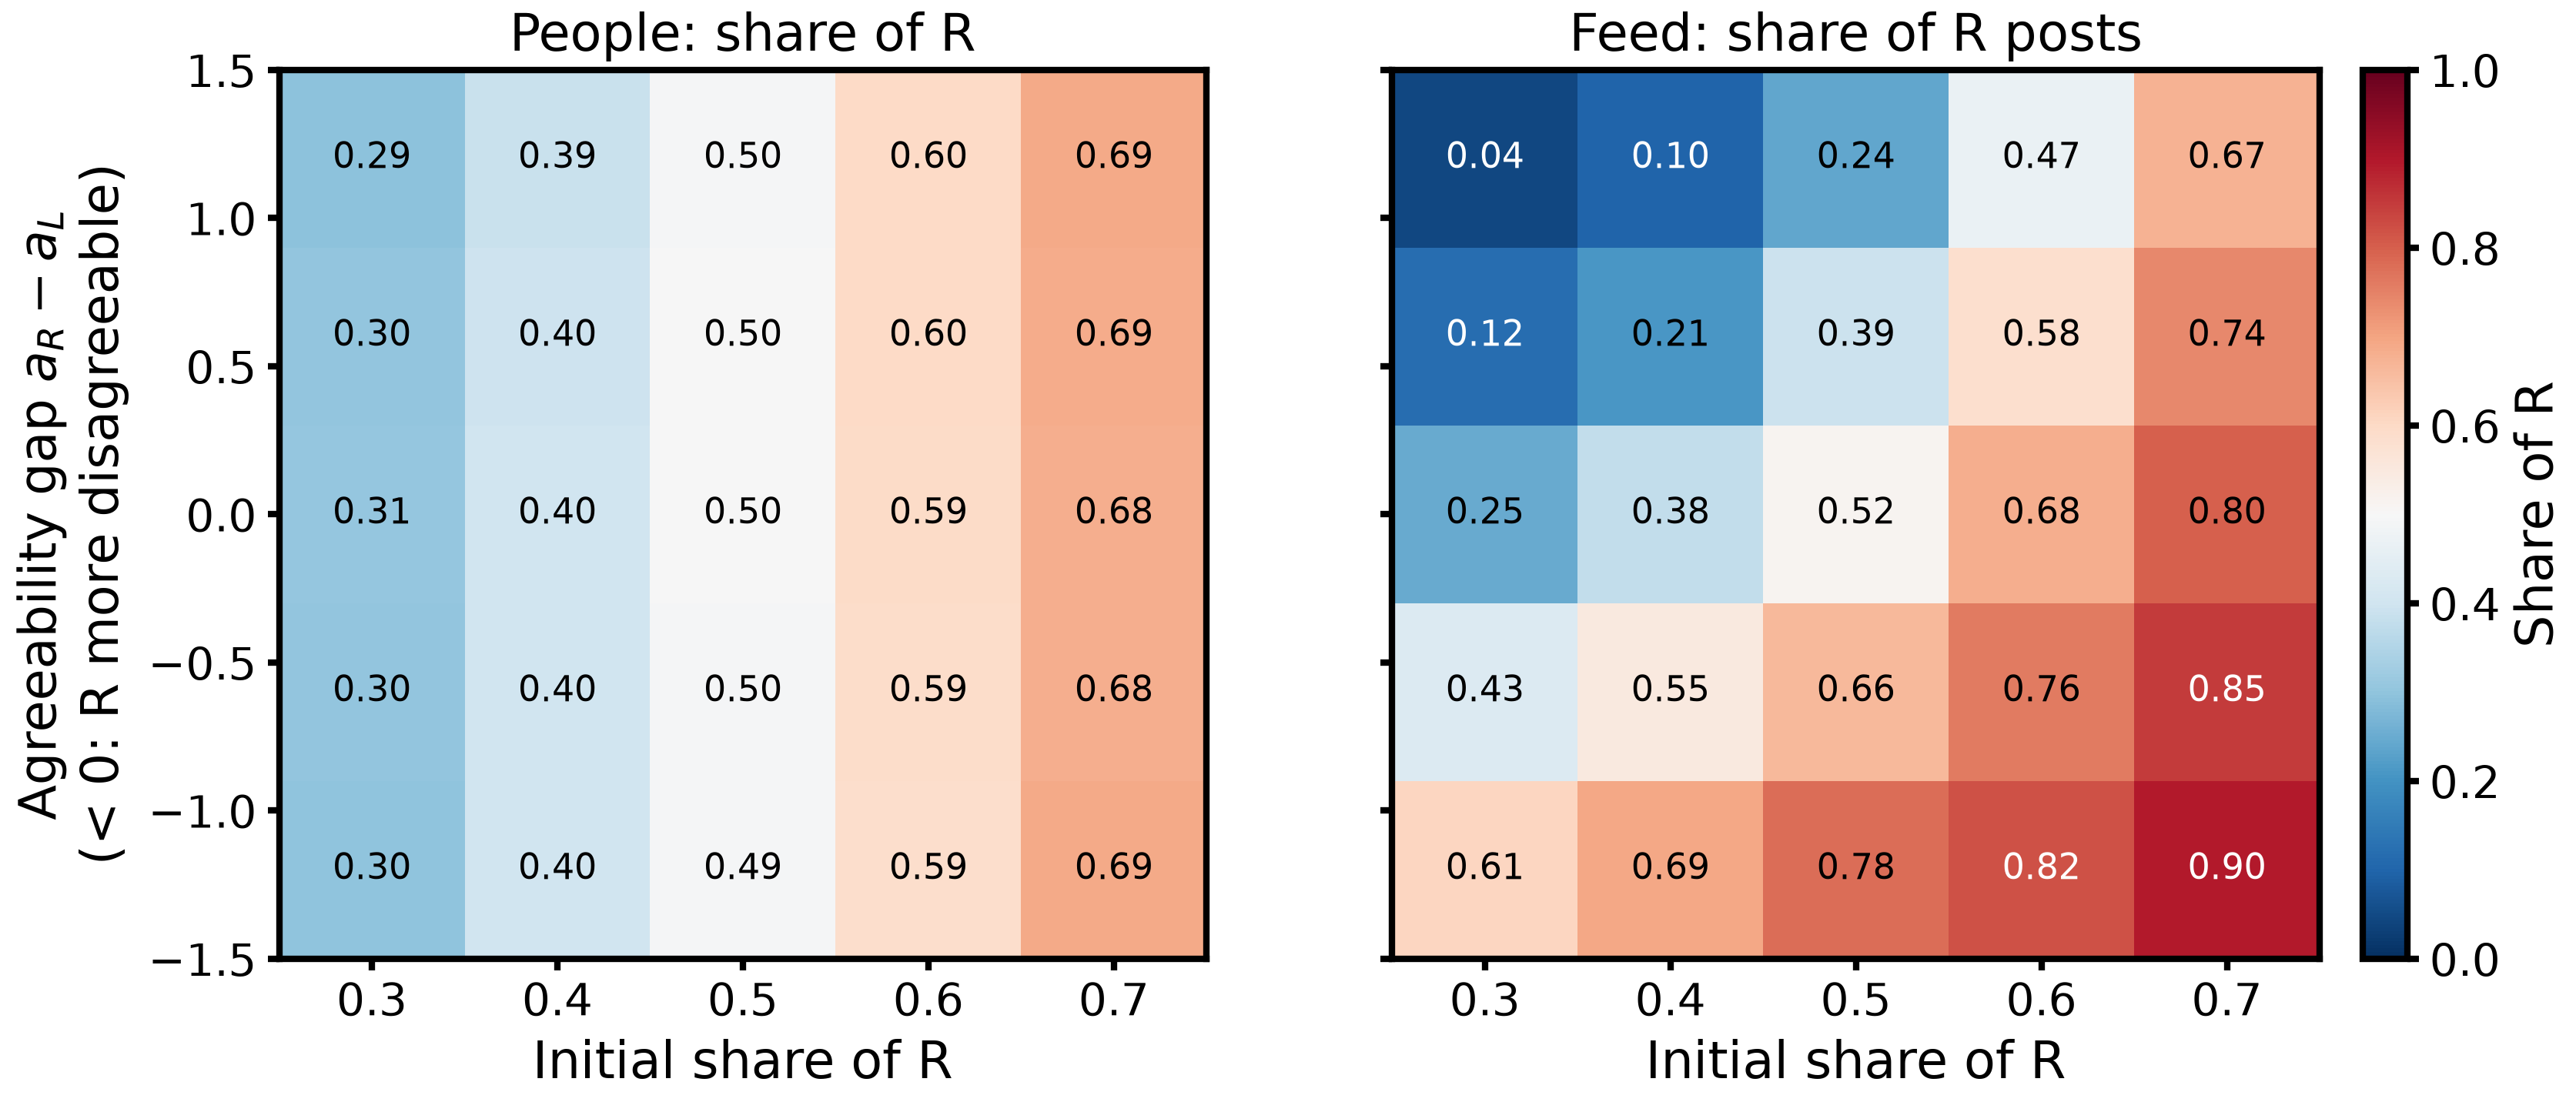 People: share of R
Feed: share of R posts
Agreeability gap a_R − a_L
(< 0: R more disagreeable)
1.5
1.0
0.5
0.0
−0.5
−1.0
−1.5
0.29 0.39 0.50 0.60 0.69
0.30 0.40 0.50 0.60 0.69
0.31 0.40 0.50 0.59 0.68
0.30 0.40 0.50 0.59 0.68
0.30 0.40 0.49 0.59 0.69
0.3 0.4 0.5 0.6 0.7
Initial share of R
0.04 0.10 0.24 0.47 0.67
0.12 0.21 0.39 0.58 0.74
0.25 0.38 0.52 0.68 0.80
0.43 0.55 0.66 0.76 0.85
0.61 0.69 0.78 0.82 0.90
0.3 0.4 0.5 0.6 0.7
Initial share of R
1.0
0.8
0.6
0.4
0.2
0.0
Share of R